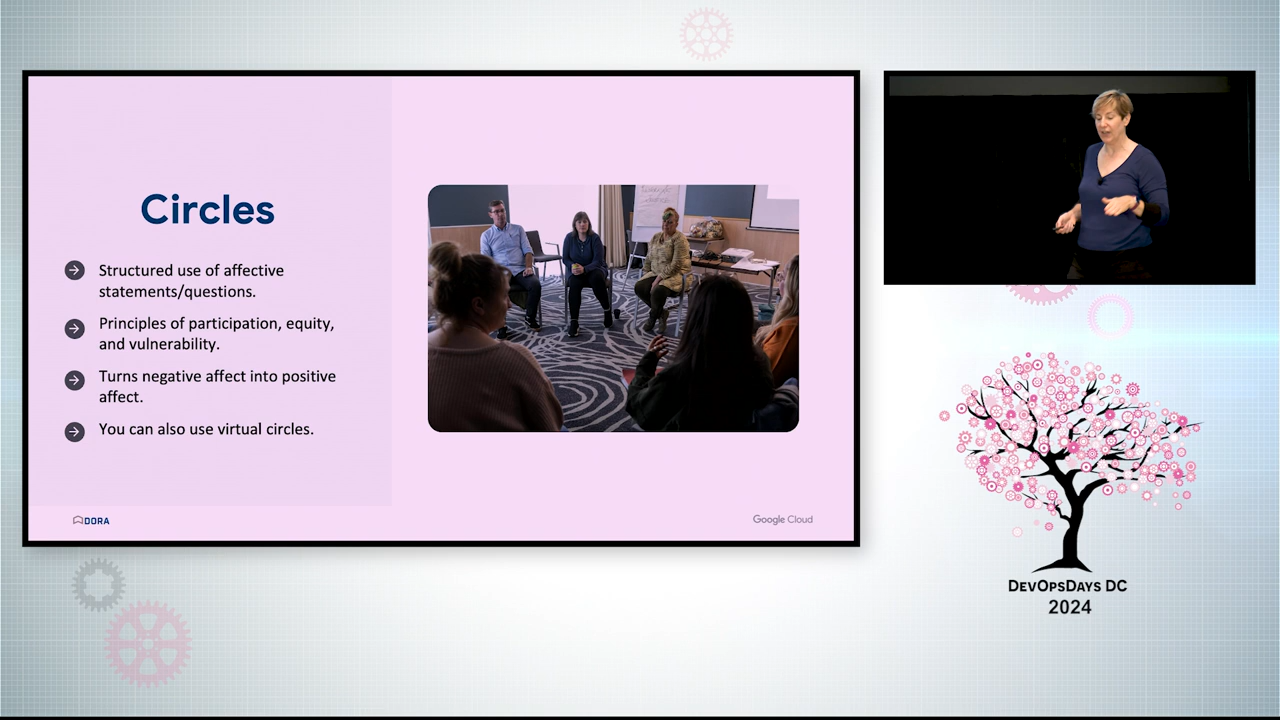 Circles
Structured use of affective
statements/questions.
Principles of participation, equity,
and vulnerability.
Turns negative affect into positive
affect.
You can also use virtual circles.
DORA
Google Cloud
DevOpsDays DC
2024